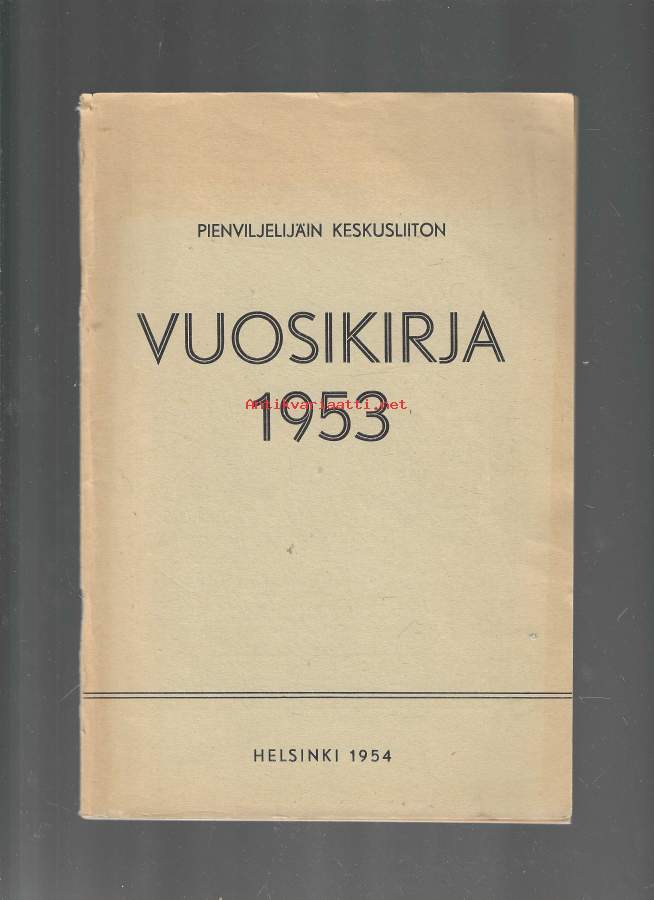 PIENVILJELIJÄIN KESKUSLIITON
VUOSIKIRJA
1953
Antikvariaatti.net
HELSINKI 1954